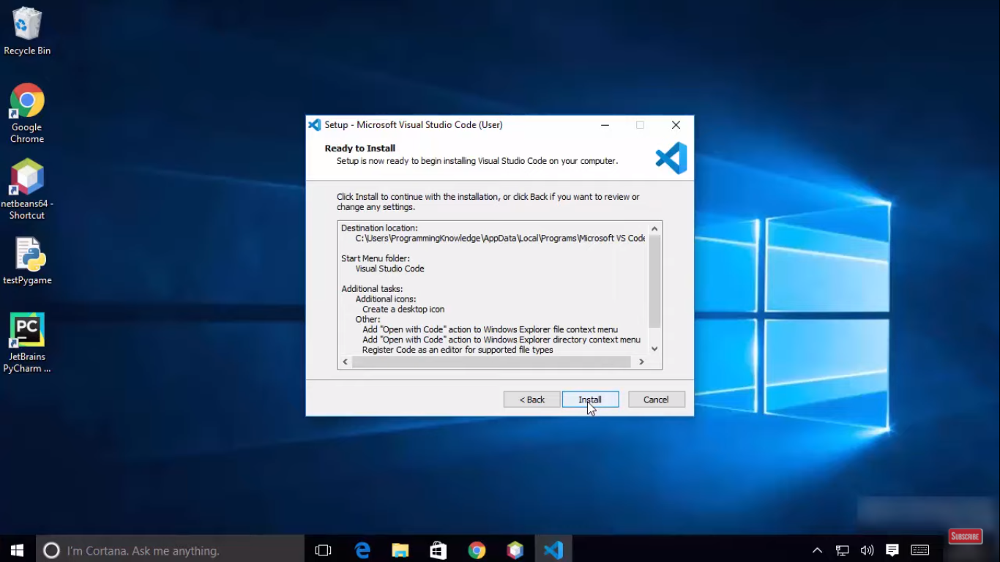 Recycle Bin
Google
Chrome
netbeans64 -
Shortcut
testPygame
PC
JetBrains
PyCharm ...
Setup - Microsoft Visual Studio Code (User)
Ready to Install
Setup is now ready to begin installing Visual Studio Code on your computer.
Click Install to continue with the installation, or click Back if you want to review or
change any settings.
Destination location:
C:\Users\ProgrammingKnowledge\AppData\Local\Programs\Microsoft VS Code
Start Menu folder:
Visual Studio Code
Additional tasks:
Additional icons:
Create a desktop icon
Other:
Add "Open with Code" action to Windows Explorer file context menu
Add "Open with Code" action to Windows Explorer directory context menu
Register Code as an editor for supported file types
< Back
Install
Cancel
I'm Cortana. Ask me anything.
SUBSCRIBE